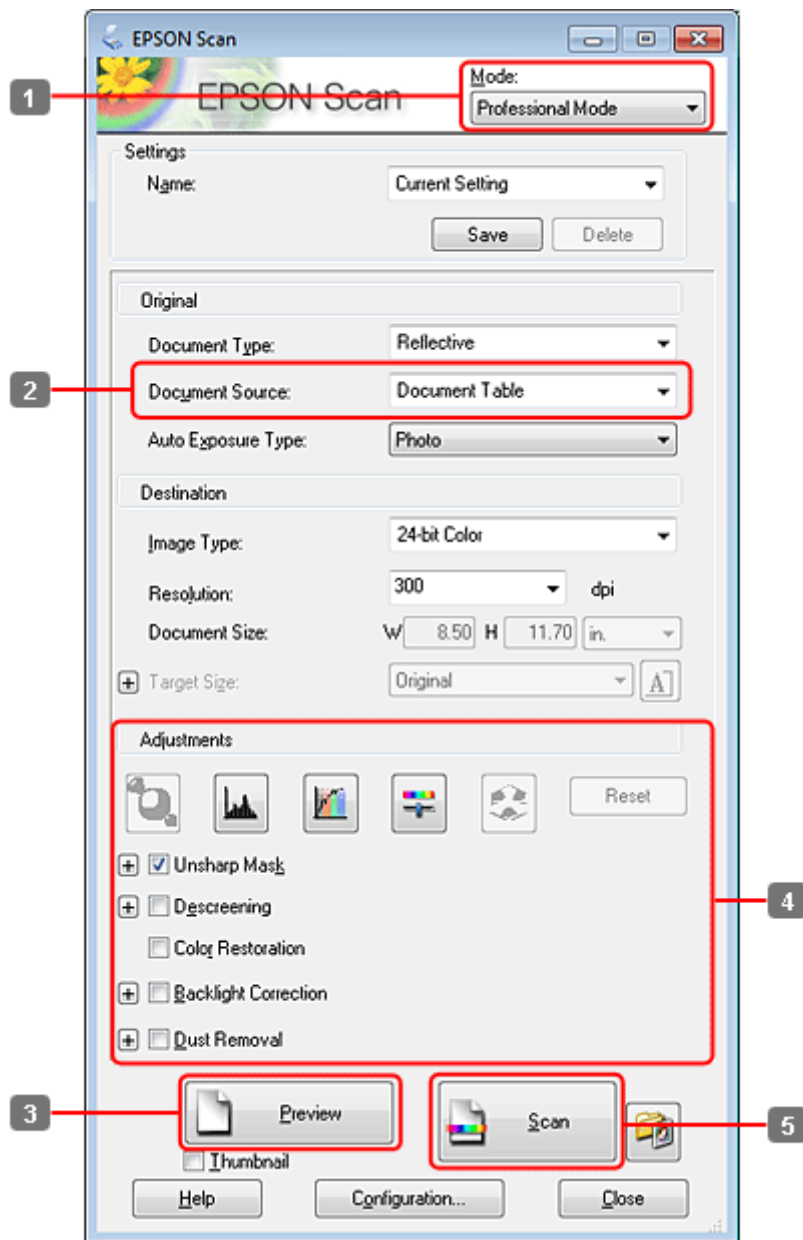 EPSON Scan
EPSON Scan
Mode:
1
Professional Mode
Settings
Name: Current Setting
Save Delete
Original
Document Type: Reflective
2 Document Source: Document Table
Auto Exposure Type: Photo
Destination
Image Type: 24-bit Color
Resolution: 300 dpi
Document Size: W 8.50 H 11.70 in.
Target Size: Original A
Adjustments
Reset
Unsharp Mask
4
Descreening
Color Restoration
Backlight Correction
Dust Removal
3 Preview Scan 5
Thumbnail
Help Configuration... Close